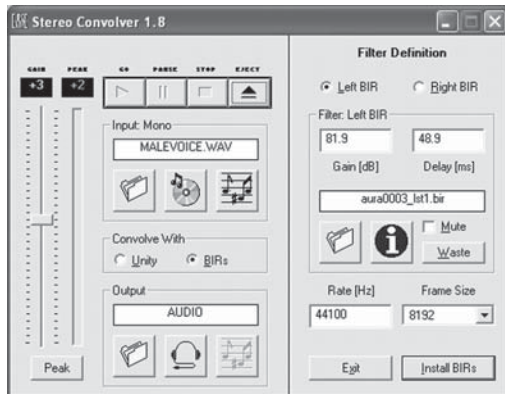 Stereo Convolver 1.8
GAIN PEAK GO PAUSE STOP EJECT
+3 +2
Input: Mono
MALEVOICE.WAV
Convolve With
Unity BIRs
Output
AUDIO
Peak
Filter Definition
Left BIR Right BIR
Filter: Left BIR
81.9 48.9
Gain [dB] Delay [ms]
aura0003_lst1.bir
Mute
Waste
Rate [Hz] Frame Size
44100 8192
Exit Install BIRs